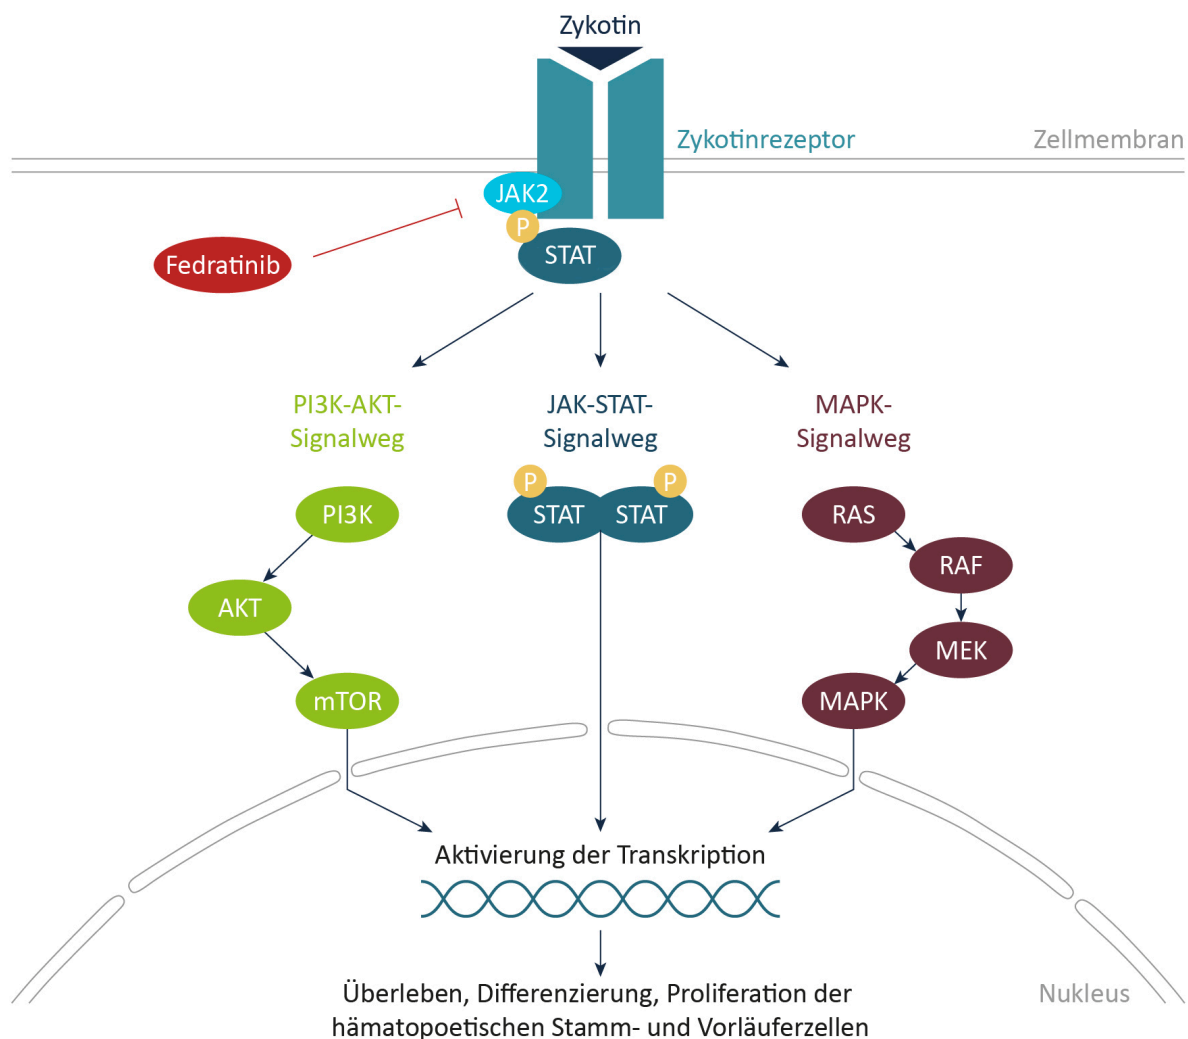 Zykotin
Zykotinrezeptor
Zellmembran
JAK2
P
STAT
Fedratinib
PI3K-AKT-
Signalweg
JAK-STAT-
Signalweg
MAPK-
Signalweg
PI3K
AKT
mTOR
P
P
STAT
STAT
RAS
RAF
MEK
MAPK
Aktivierung der Transkription
Überleben, Differenzierung, Proliferation der
hämatopoetischen Stamm- und Vorläuferzellen
Nukleus